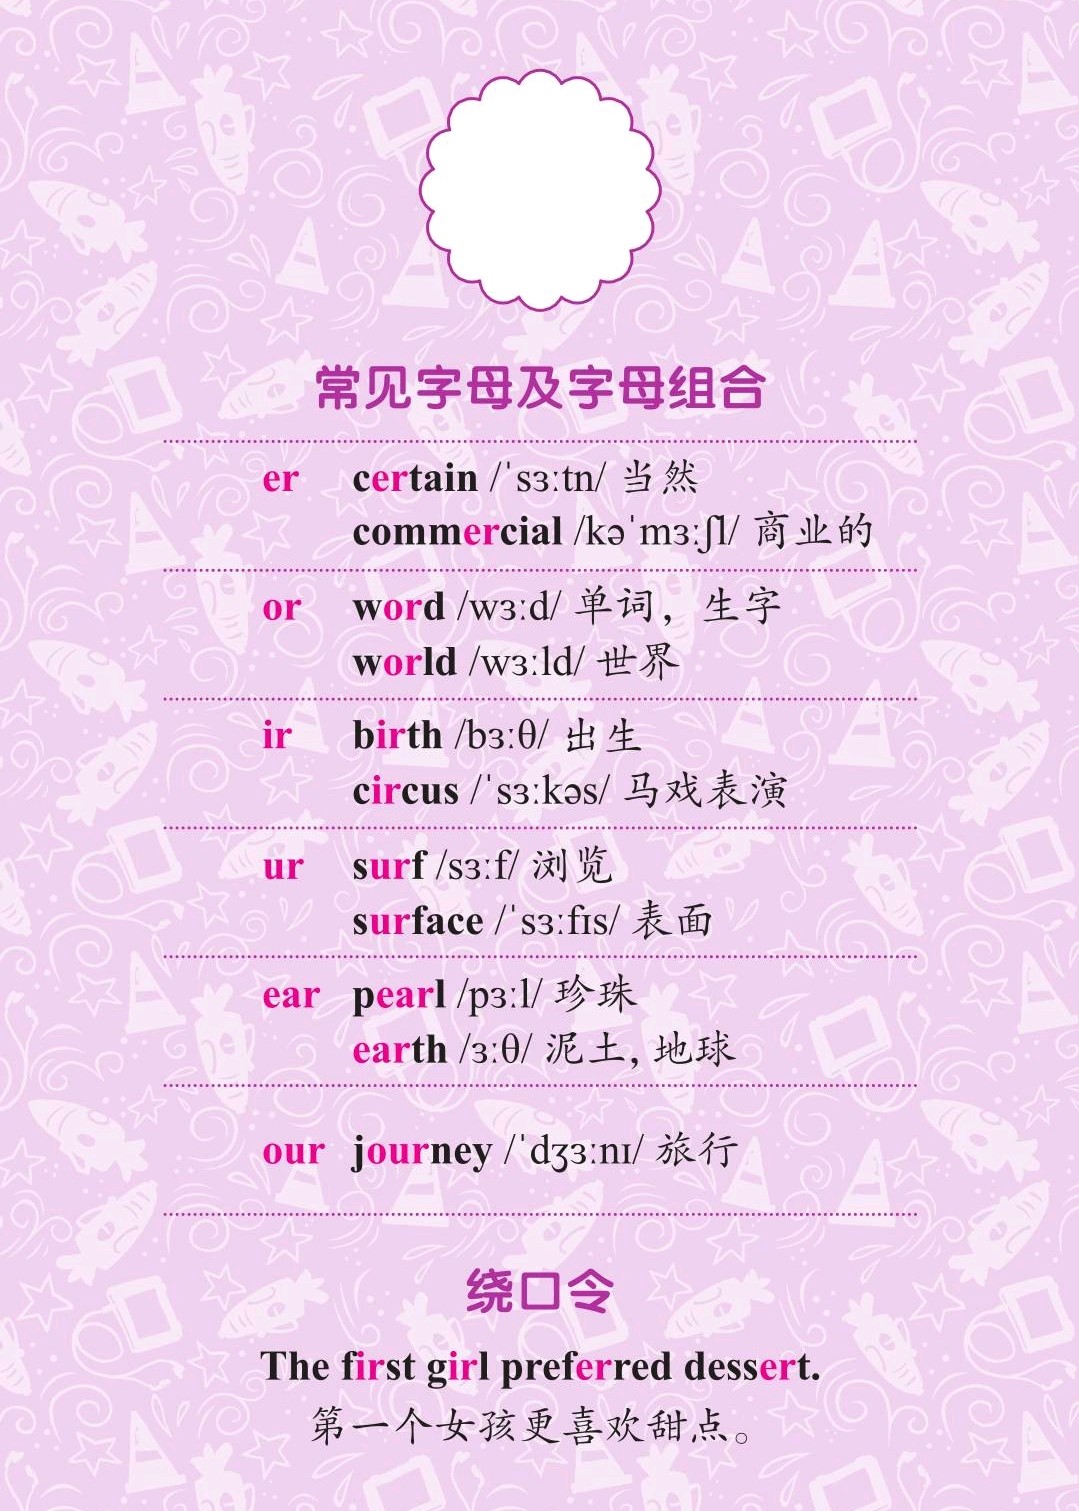 常见字母及字母组合
er certain /ˈsɜːtn/ 当然
commercial /kəˈmɜːʃl/ 商业的
or word /wɜːd/ 单词，生字
world /wɜːld/ 世界
ir birth /bɜːθ/ 出生
circus /ˈsɜːkəs/ 马戏表演
ur surf /sɜːf/ 浏览
surface /ˈsɜːfɪs/ 表面
ear pearl /pɜːl/ 珍珠
earth /ɜːθ/ 泥土, 地球
our journey /ˈdʒɜːnɪ/ 旅行
绕口令
The first girl preferred dessert.
第一个女孩更喜欢甜点。